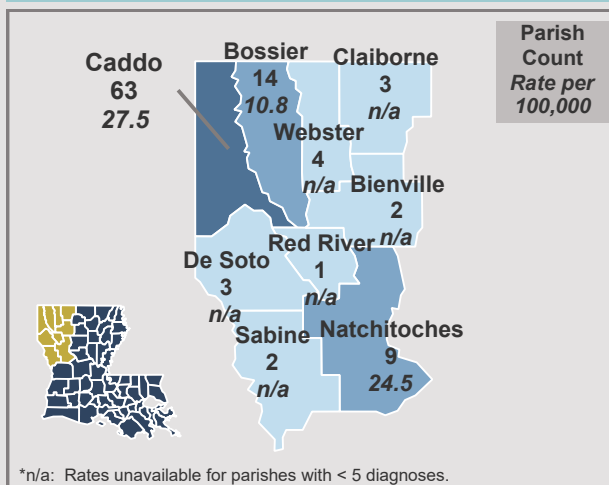 Parish
Count
Rate per
100,000
Caddo
63
27.5
Bossier
14
10.8
Claiborne
3
n/a
Webster
4
n/a
Bienville
2
n/a
Red River
1
n/a
De Soto
3
n/a
Sabine
2
n/a
Natchitoches
9
24.5
*n/a: Rates unavailable for parishes with < 5 diagnoses.